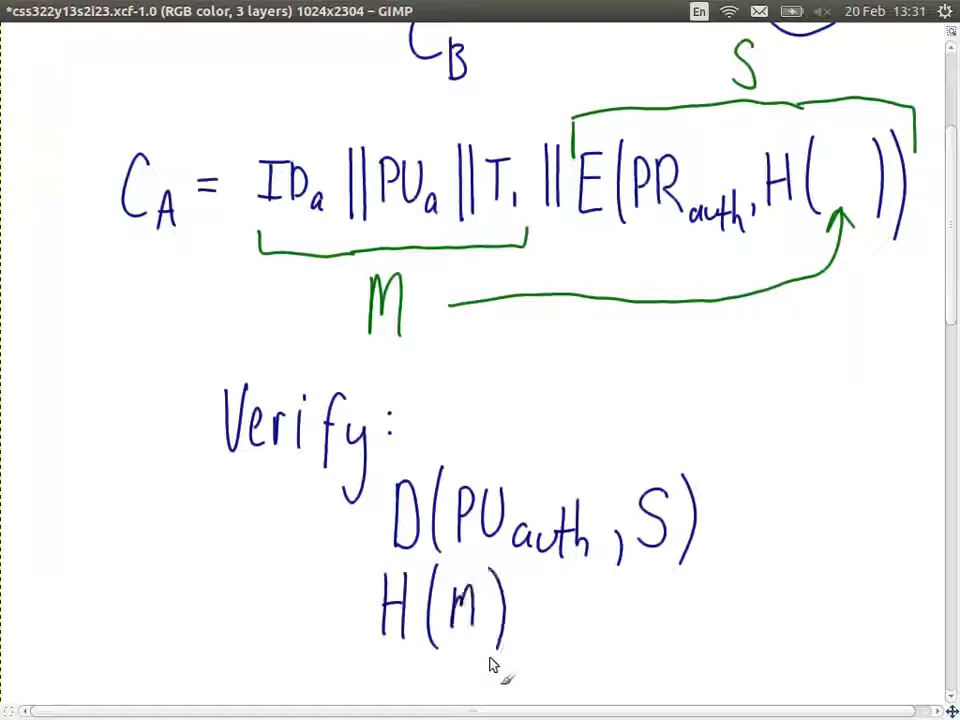 *css322y13s2i23.xcf-1.0 (RGB color, 3 layers) 1024x2304 – GIMP En 20 Feb 13:31
C_B
S
C_A = ID_a || PU_a || T_1 || E(PR_auth, H( ))
M
Verify:
D(PU_auth, S)
H(M)